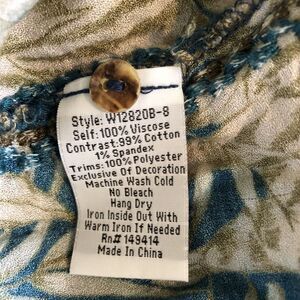 Style: W12820B-8
Self:100% Viscose
Contrast:99% Cotton
1% Spandex
Trims:100% Polyester
Exclusive Of Decoration
Machine Wash Cold
No Bleach
Hang Dry
Iron Inside Out With
Warm Iron If Needed
Rn# 149414
Made In China